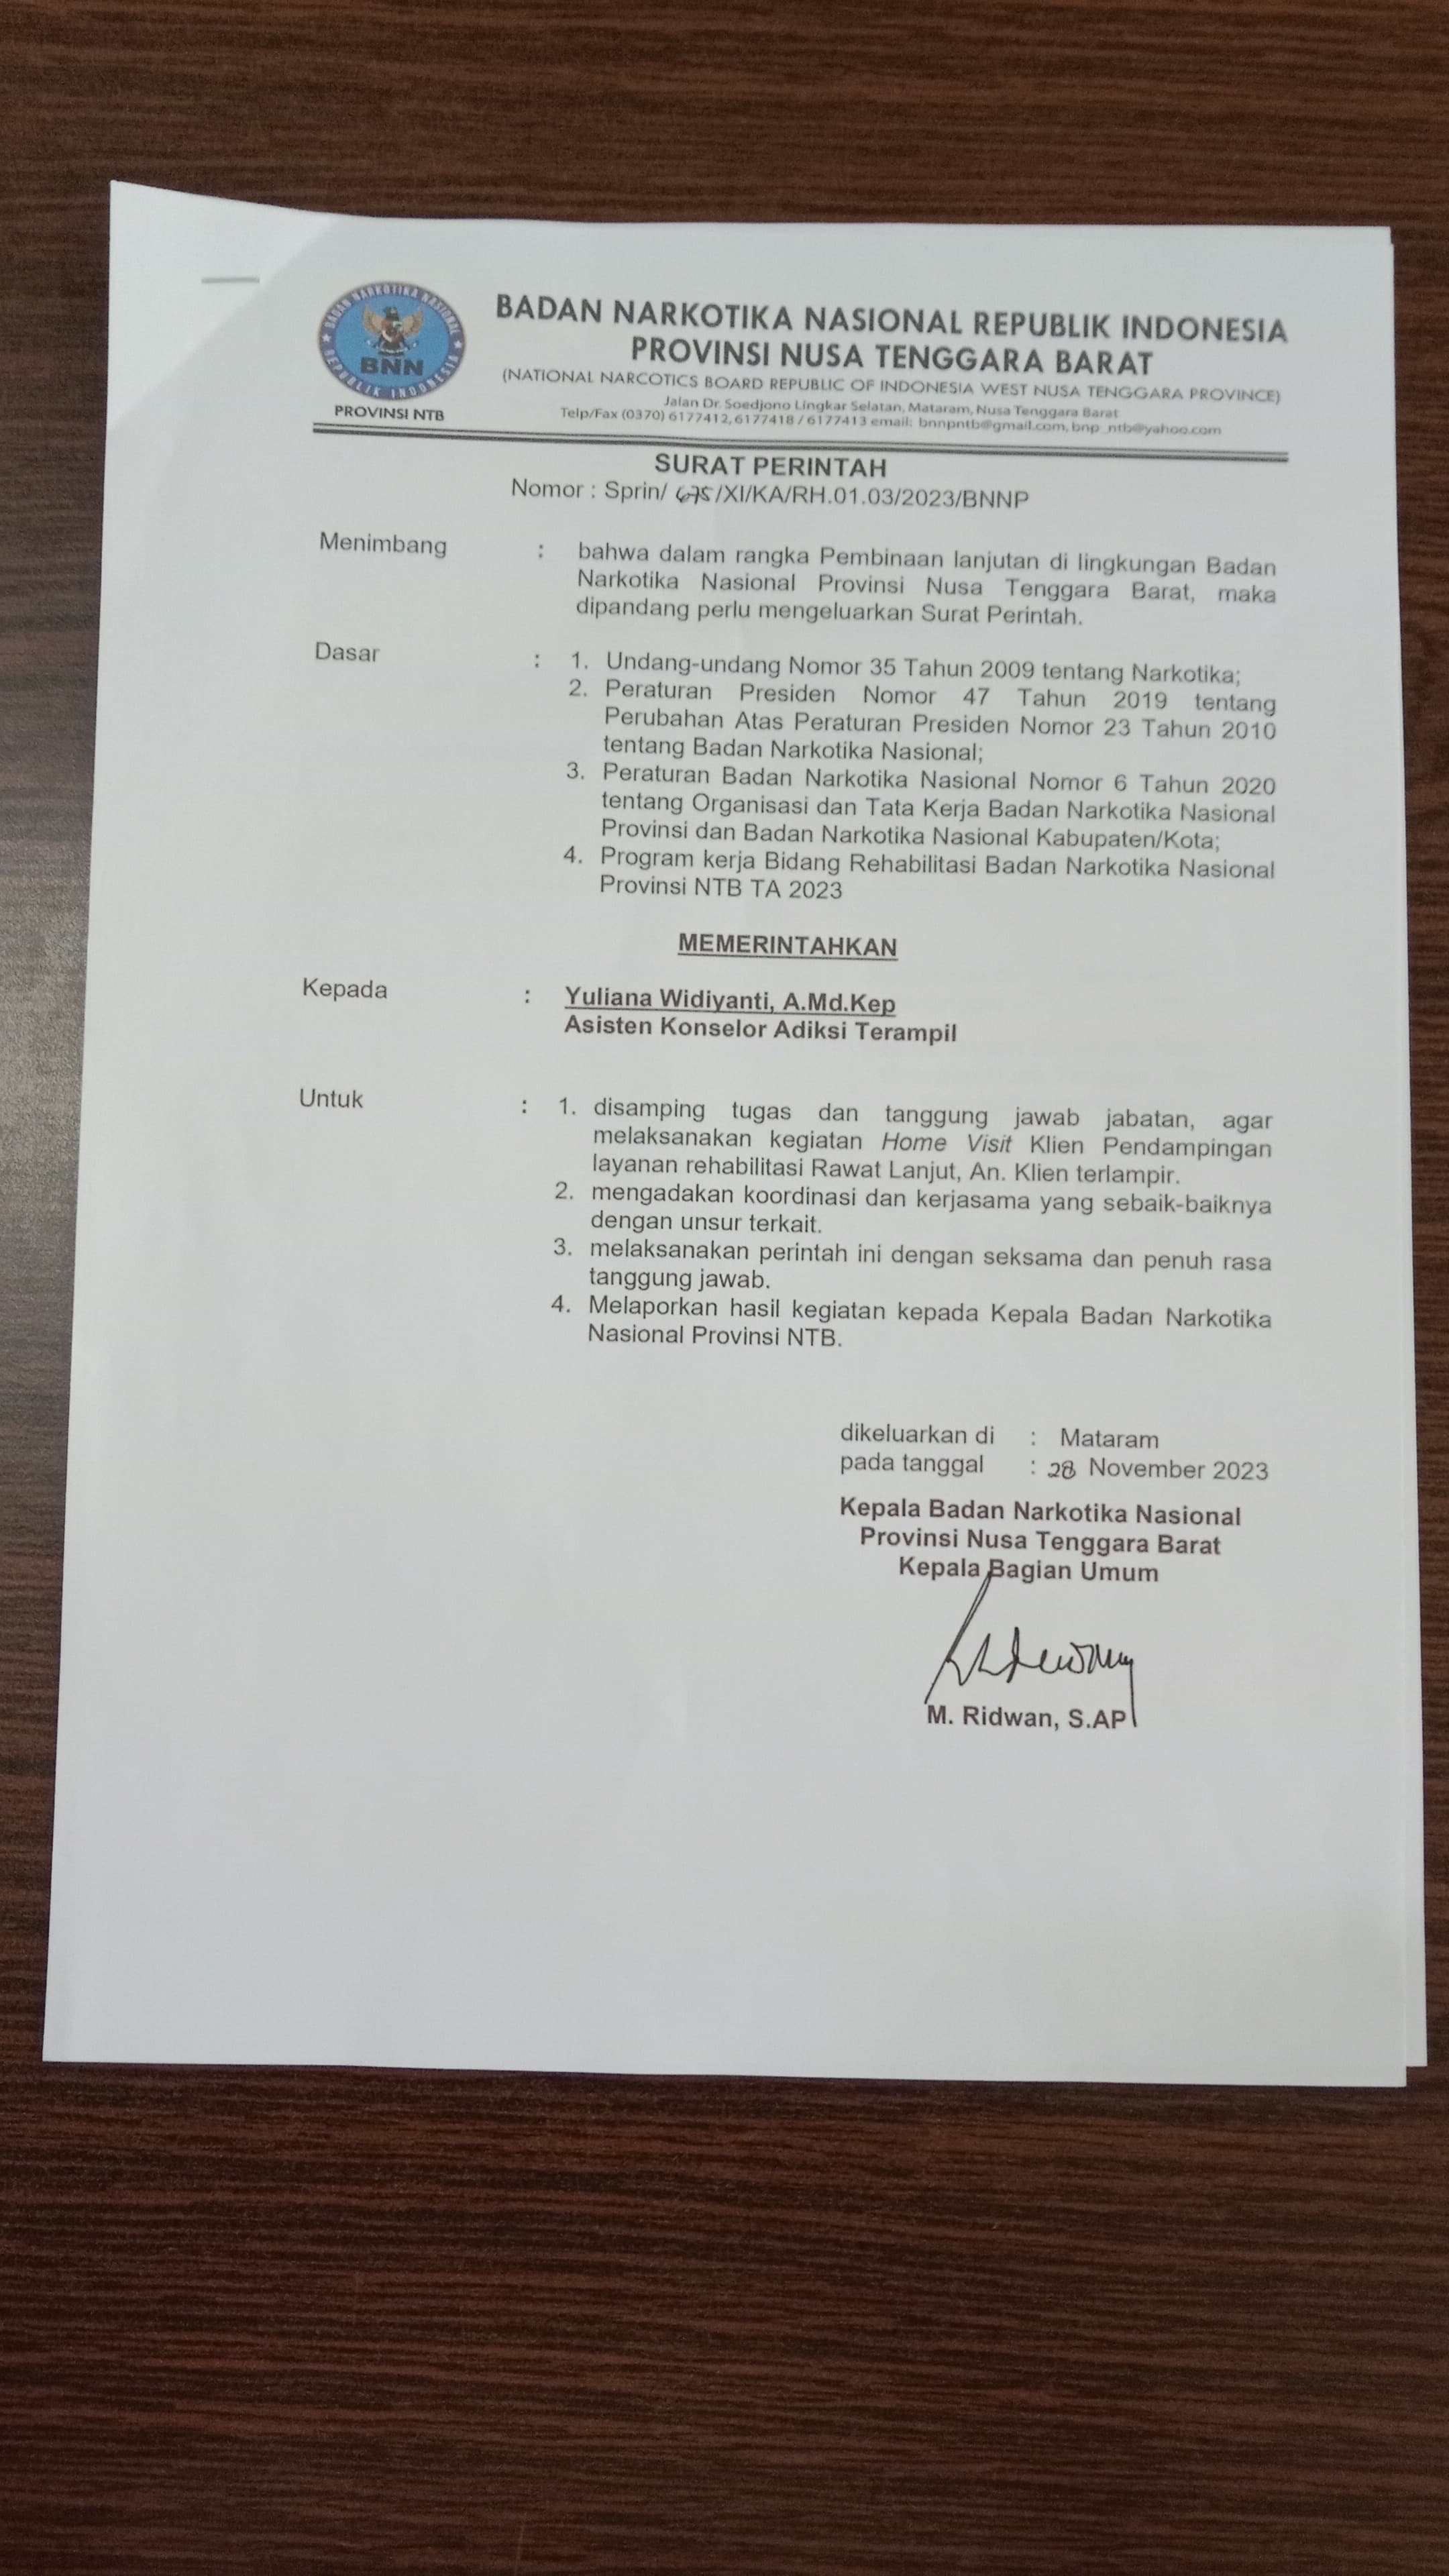 BADAN NARKOTIKA NASIONAL
REPUBLIK INDONESIA
BNN
PROVINSI NTB
BADAN NARKOTIKA NASIONAL REPUBLIK INDONESIA
PROVINSI NUSA TENGGARA BARAT
(NATIONAL NARCOTICS BOARD REPUBLIC OF INDONESIA WEST NUSA TENGGARA PROVINCE)
Jalan Dr. Soedjono Lingkar Selatan, Mataram, Nusa Tenggara Barat
Telp/Fax (0370) 6177412, 6177418 / 6177413 email: bnnpntb@gmail.com, bnp_ntb@yahoo.com
SURAT PERINTAH
Nomor : Sprin/ 675 /XI/KA/RH.01.03/2023/BNNP
Menimbang : bahwa dalam rangka Pembinaan lanjutan di lingkungan Badan
Narkotika Nasional Provinsi Nusa Tenggara Barat, maka
dipandang perlu mengeluarkan Surat Perintah.
Dasar : 1. Undang-undang Nomor 35 Tahun 2009 tentang Narkotika;
2. Peraturan Presiden Nomor 47 Tahun 2019 tentang
Perubahan Atas Peraturan Presiden Nomor 23 Tahun 2010
tentang Badan Narkotika Nasional;
3. Peraturan Badan Narkotika Nasional Nomor 6 Tahun 2020
tentang Organisasi dan Tata Kerja Badan Narkotika Nasional
Provinsi dan Badan Narkotika Nasional Kabupaten/Kota;
4. Program kerja Bidang Rehabilitasi Badan Narkotika Nasional
Provinsi NTB TA 2023
MEMERINTAHKAN
Kepada : Yuliana Widiyanti, A.Md.Kep
Asisten Konselor Adiksi Terampil
Untuk : 1. disamping tugas dan tanggung jawab jabatan, agar
melaksanakan kegiatan Home Visit Klien Pendampingan
layanan rehabilitasi Rawat Lanjut, An. Klien terlampir.
2. mengadakan koordinasi dan kerjasama yang sebaik-baiknya
dengan unsur terkait.
3. melaksanakan perintah ini dengan seksama dan penuh rasa
tanggung jawab.
4. Melaporkan hasil kegiatan kepada Kepala Badan Narkotika
Nasional Provinsi NTB.
dikeluarkan di : Mataram
pada tanggal : 28 November 2023
Kepala Badan Narkotika Nasional
Provinsi Nusa Tenggara Barat
Kepala Bagian Umum
M. Ridwan, S.AP